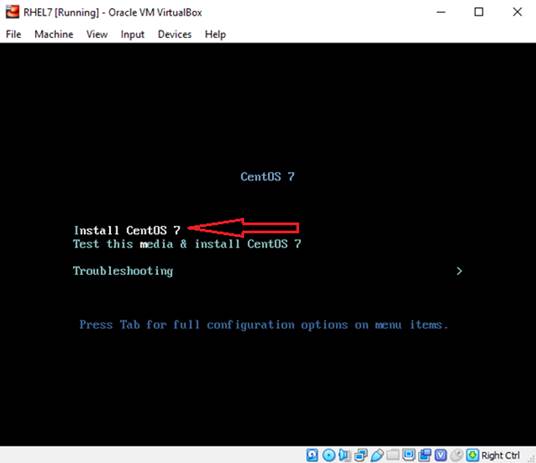 RHEL7 [Running] - Oracle VM VirtualBox
File Machine View Input Devices Help
CentOS 7
Install CentOS 7
Test this media & install CentOS 7
Troubleshooting >
Press Tab for full configuration options on menu items.
Right Ctrl